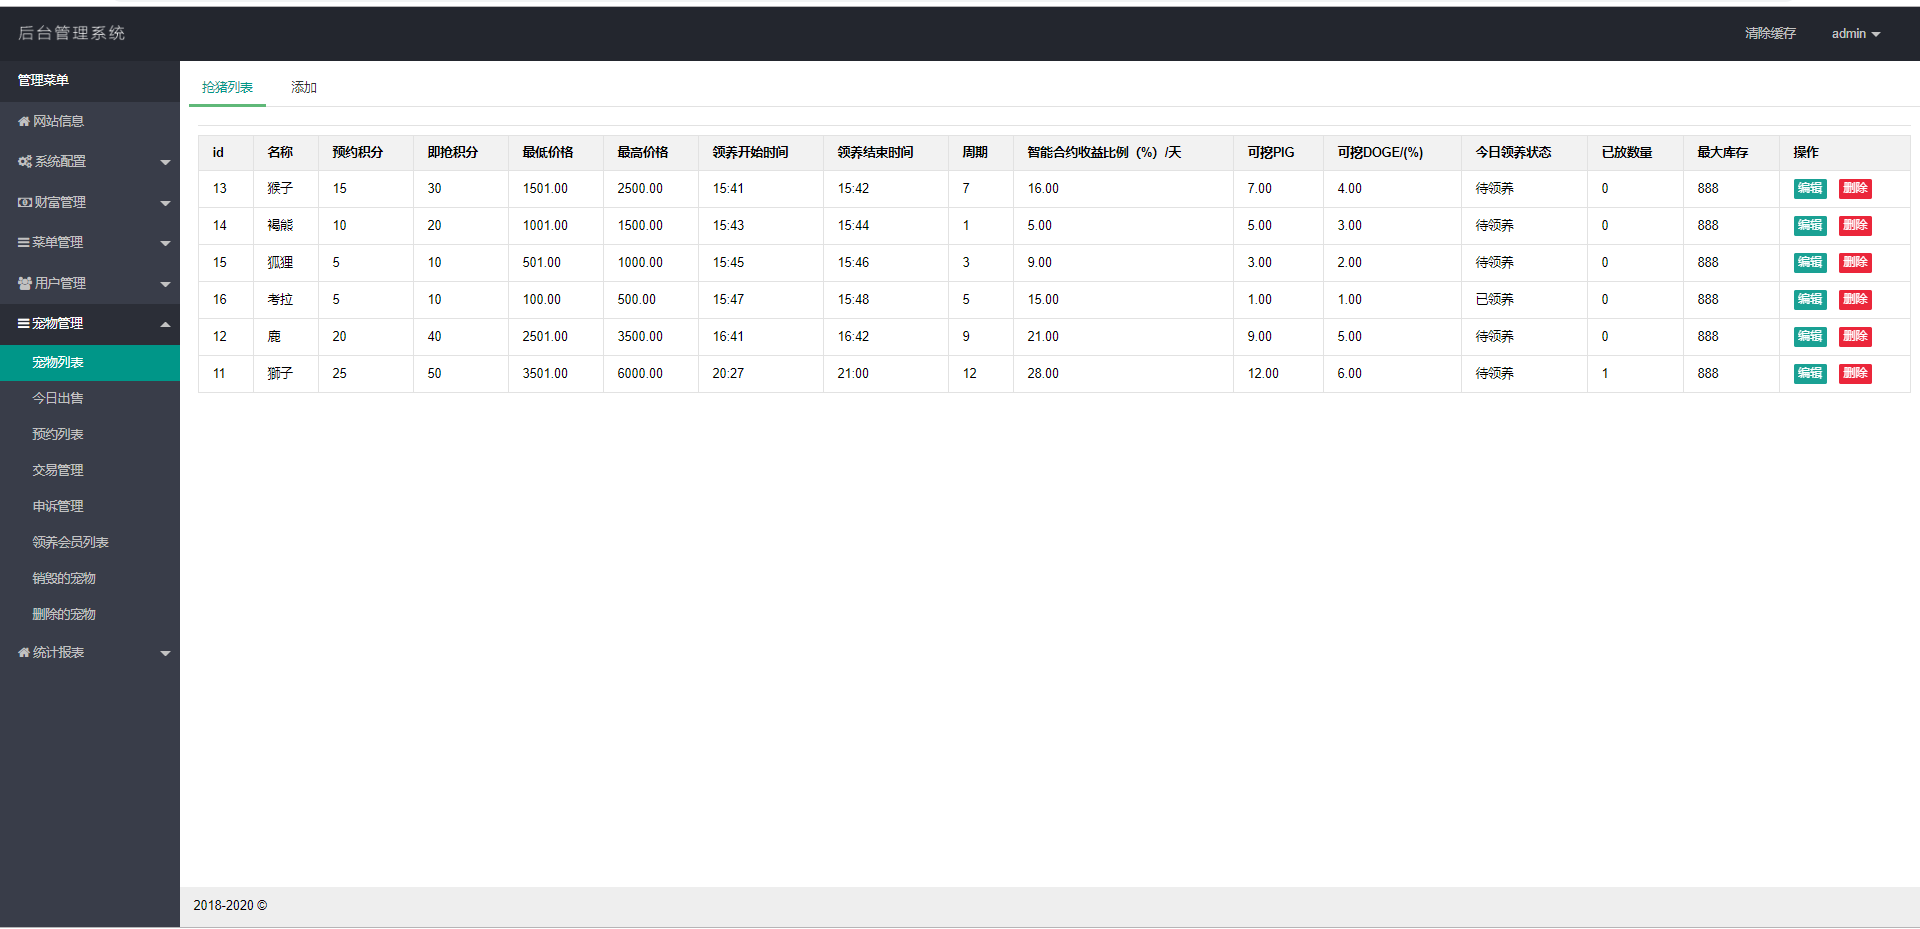 后台管理系统
清除缓存 admin
管理菜单
网站信息
系统配置
财富管理
菜单管理
用户管理
宠物管理
宠物列表
今日出售
预约列表
交易管理
申诉管理
领养会员列表
销毁的宠物
删除的宠物
统计报表
抢猪列表 添加
id 名称 预约积分 即抢积分 最低价格 最高价格 领养开始时间 领养结束时间 周期 智能合约收益比例（%）/天 可挖PIG 可挖DOGE/(%) 今日领养状态 已放数量 最大库存 操作
13 猴子 15 30 1501.00 2500.00 15:41 15:42 7 16.00 7.00 4.00 待领养 0 888 编辑 删除
14 褐熊 10 20 1001.00 1500.00 15:43 15:44 1 5.00 5.00 3.00 待领养 0 888 编辑 删除
15 狐狸 5 10 501.00 1000.00 15:45 15:46 3 9.00 3.00 2.00 待领养 0 888 编辑 删除
16 考拉 5 10 100.00 500.00 15:47 15:48 5 15.00 1.00 1.00 已领养 0 888 编辑 删除
12 鹿 20 40 2501.00 3500.00 16:41 16:42 9 21.00 9.00 5.00 待领养 0 888 编辑 删除
11 狮子 25 50 3501.00 6000.00 20:27 21:00 12 28.00 12.00 6.00 待领养 1 888 编辑 删除
2018-2020 ©